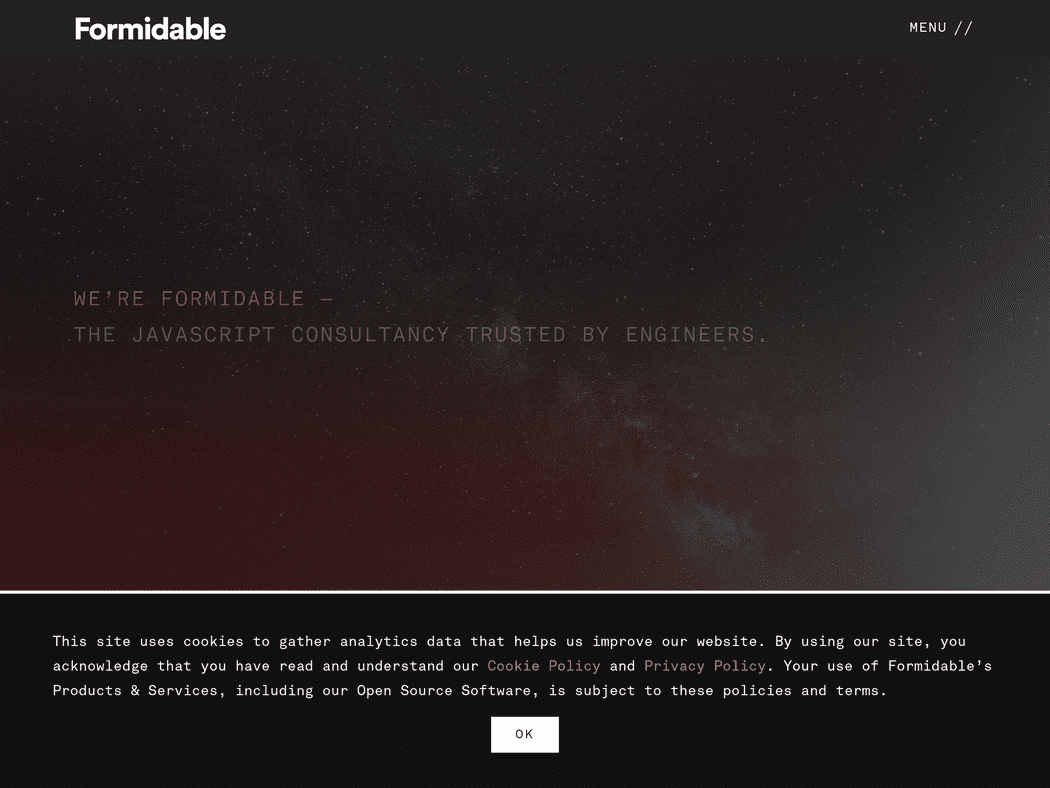 Formidable
MENU //
WE’RE FORMIDABLE —
THE JAVASCRIPT CONSULTANCY TRUSTED BY ENGINEERS.
This site uses cookies to gather analytics data that helps us improve our website. By using our site, you
acknowledge that you have read and understand our Cookie Policy and Privacy Policy. Your use of Formidable’s
Products & Services, including our Open Source Software, is subject to these policies and terms.
OK